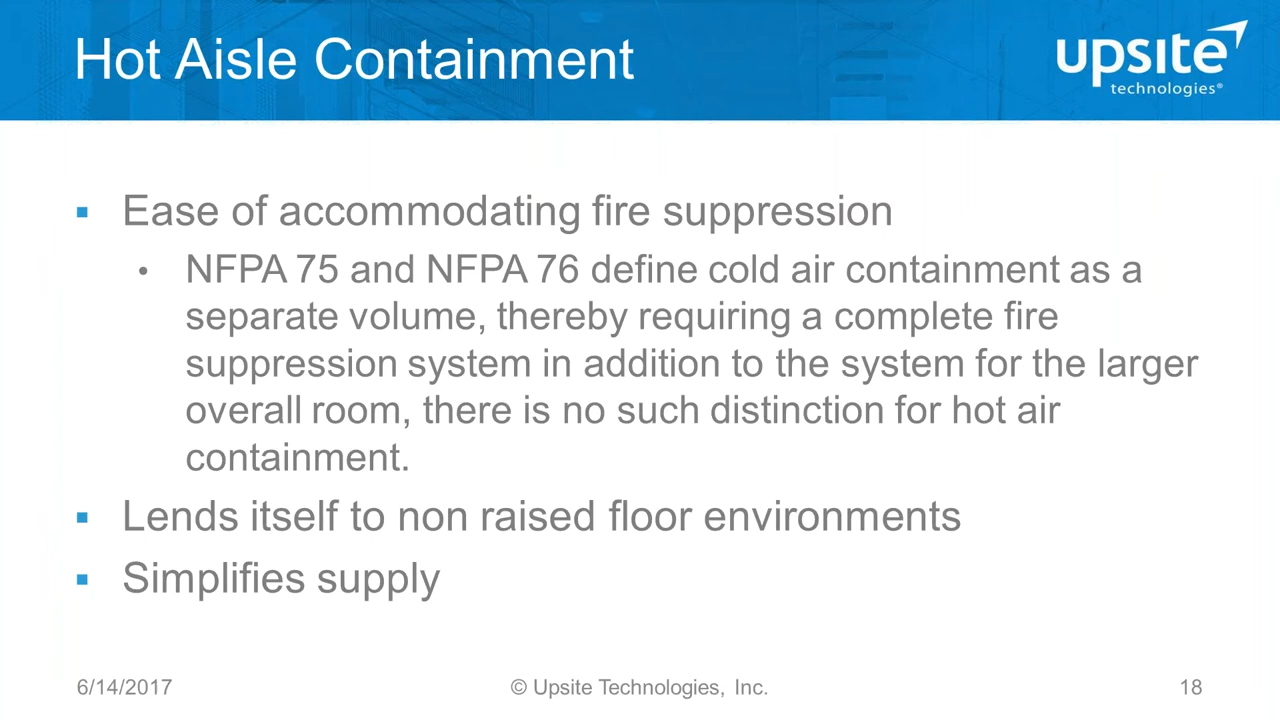 Hot Aisle Containment
upsite
technologies®
▪ Ease of accommodating fire suppression
• NFPA 75 and NFPA 76 define cold air containment as a
separate volume, thereby requiring a complete fire
suppression system in addition to the system for the larger
overall room, there is no such distinction for hot air
containment.
▪ Lends itself to non raised floor environments
▪ Simplifies supply
6/14/2017 © Upsite Technologies, Inc. 18